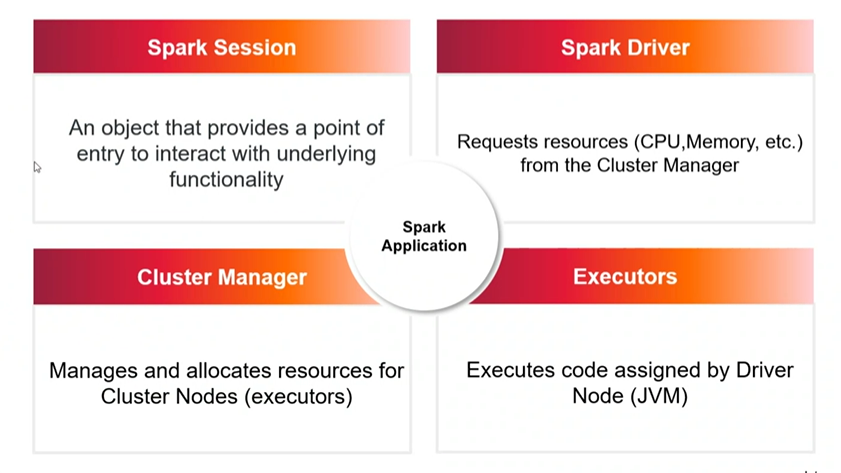 Spark Session
An object that provides a point of
entry to interact with underlying
functionality
Spark Driver
Requests resources (CPU,Memory, etc.)
from the Cluster Manager
Spark
Application
Cluster Manager
Manages and allocates resources for
Cluster Nodes (executors)
Executors
Executes code assigned by Driver
Node (JVM)